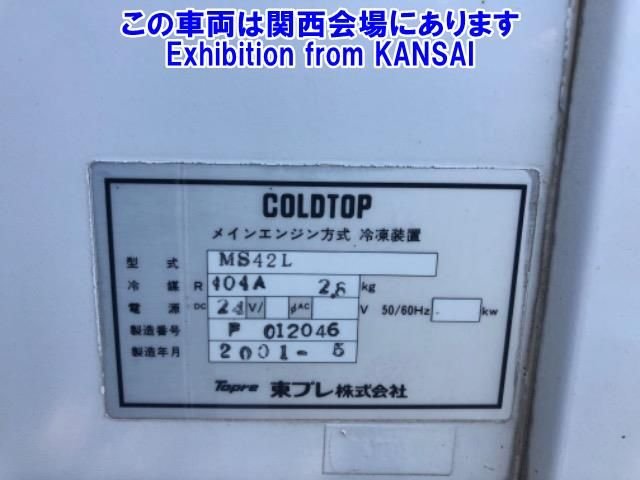 この車両は関西会場にあります
Exhibition from KANSAI
COLDTOP
メインエンジン方式 冷凍装置
型式 MS42L
冷媒 R 404A 2.8 kg
電源 DC 24 V/ φAC V 50/60Hz kw
製造番号 F 012046
製造年月 2001-5
Topre 東プレ株式会社